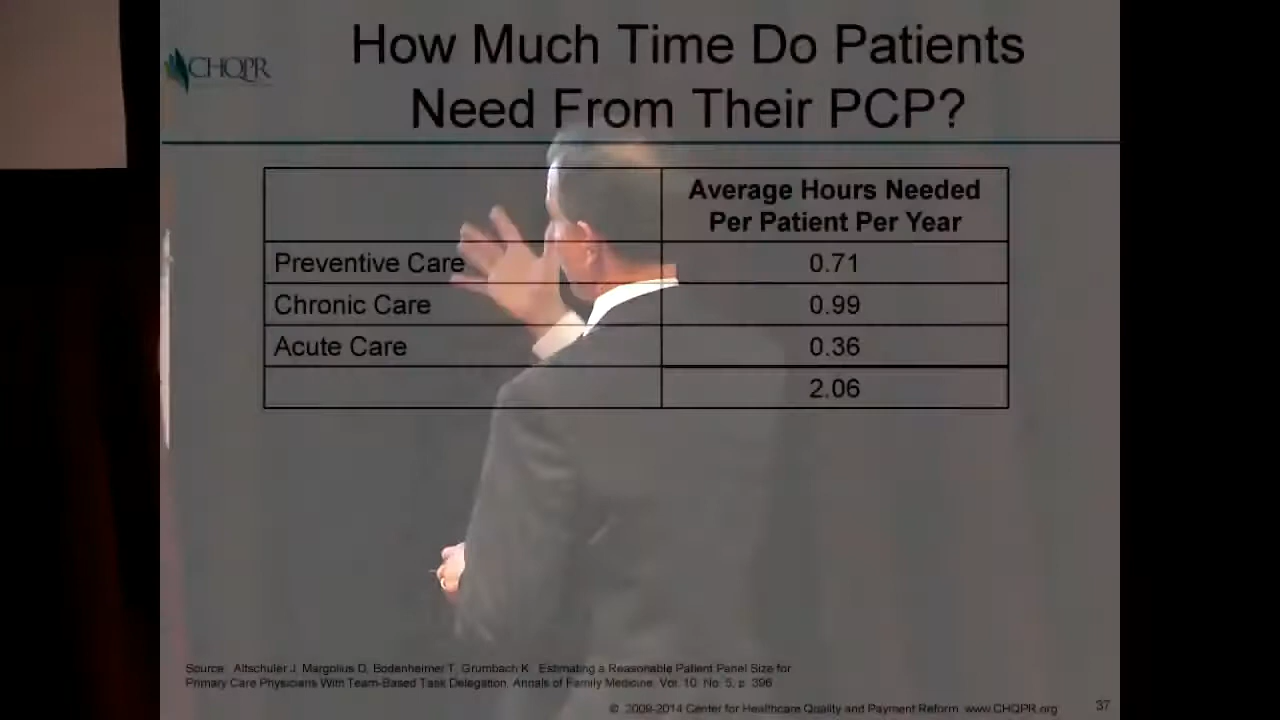 CHQPR
How Much Time Do Patients
Need From Their PCP?
Average Hours Needed
Per Patient Per Year
Preventive Care 0.71
Chronic Care 0.99
Acute Care 0.36
2.06
Source: Altschuler J, Margolius D, Bodenheimer T, Grumbach K. Estimating a Reasonable Patient Panel Size for
Primary Care Physicians With Team-Based Task Delegation, Annals of Family Medicine, Vol. 10, No. 5, p. 396
© 2009-2014 Center for Healthcare Quality and Payment Reform www.CHQPR.org
37